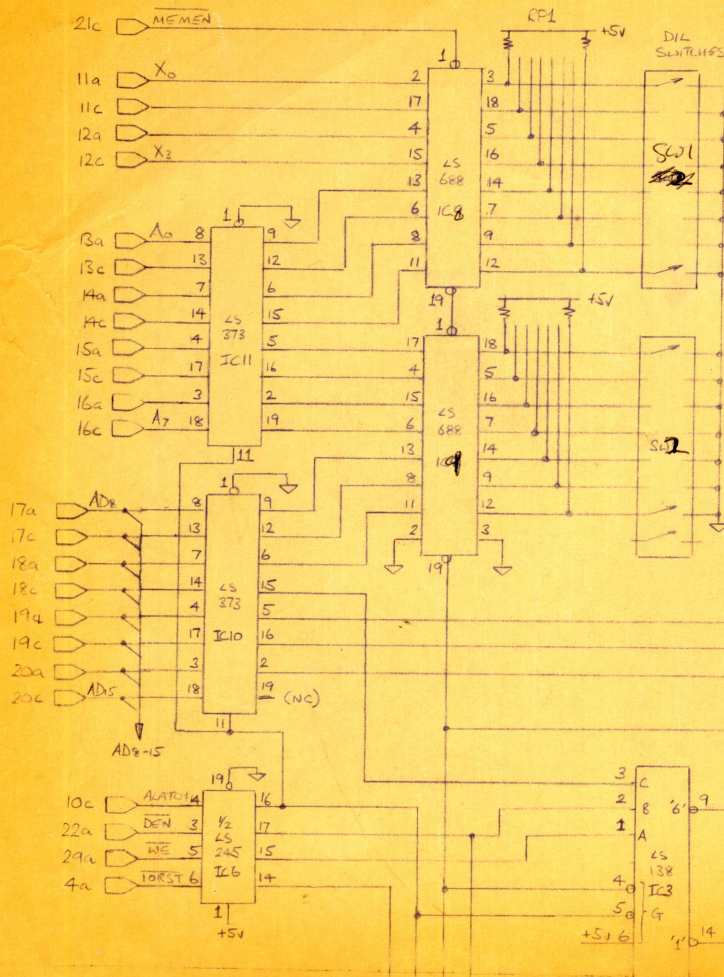 21c MEMEN
RP1
+5v
DIL
SWITCHES
1
11a X0 2 3
11c 17 18
12a 4 5
12c X3 15 16
LS
688
IC8
SW1
13 14
6 7
8 9
11 12
19
1
13a A0 8 9
13c 13 12
14a 7 6
14c 14 15
15a 4 5
15c 17 16
16a 3 2
16c A7 18 19
LS
373
IC11
11
+5v
1
17 18
4 5
15 16
6 7
13 14
8 9
11 12
2 3
19
LS
688
IC9
SW2
1
17a AD8 8 9
17c 13 12
18a 7 6
18c 14 15
19a 4 5
19c 17 16
20a 3 2
20c AD15 18 19 (NC)
LS
373
IC10
11
AD8-15
19
10c ALATCH 4 16
22a DEN 3 17
29a WE 5 15
4a IORST 6 14
1/2
LS
245
IC6
1
+5v
3 C
2 B '6' 9
1 A
LS
138
IC3
4
5 G
+5v 6 '1' 14